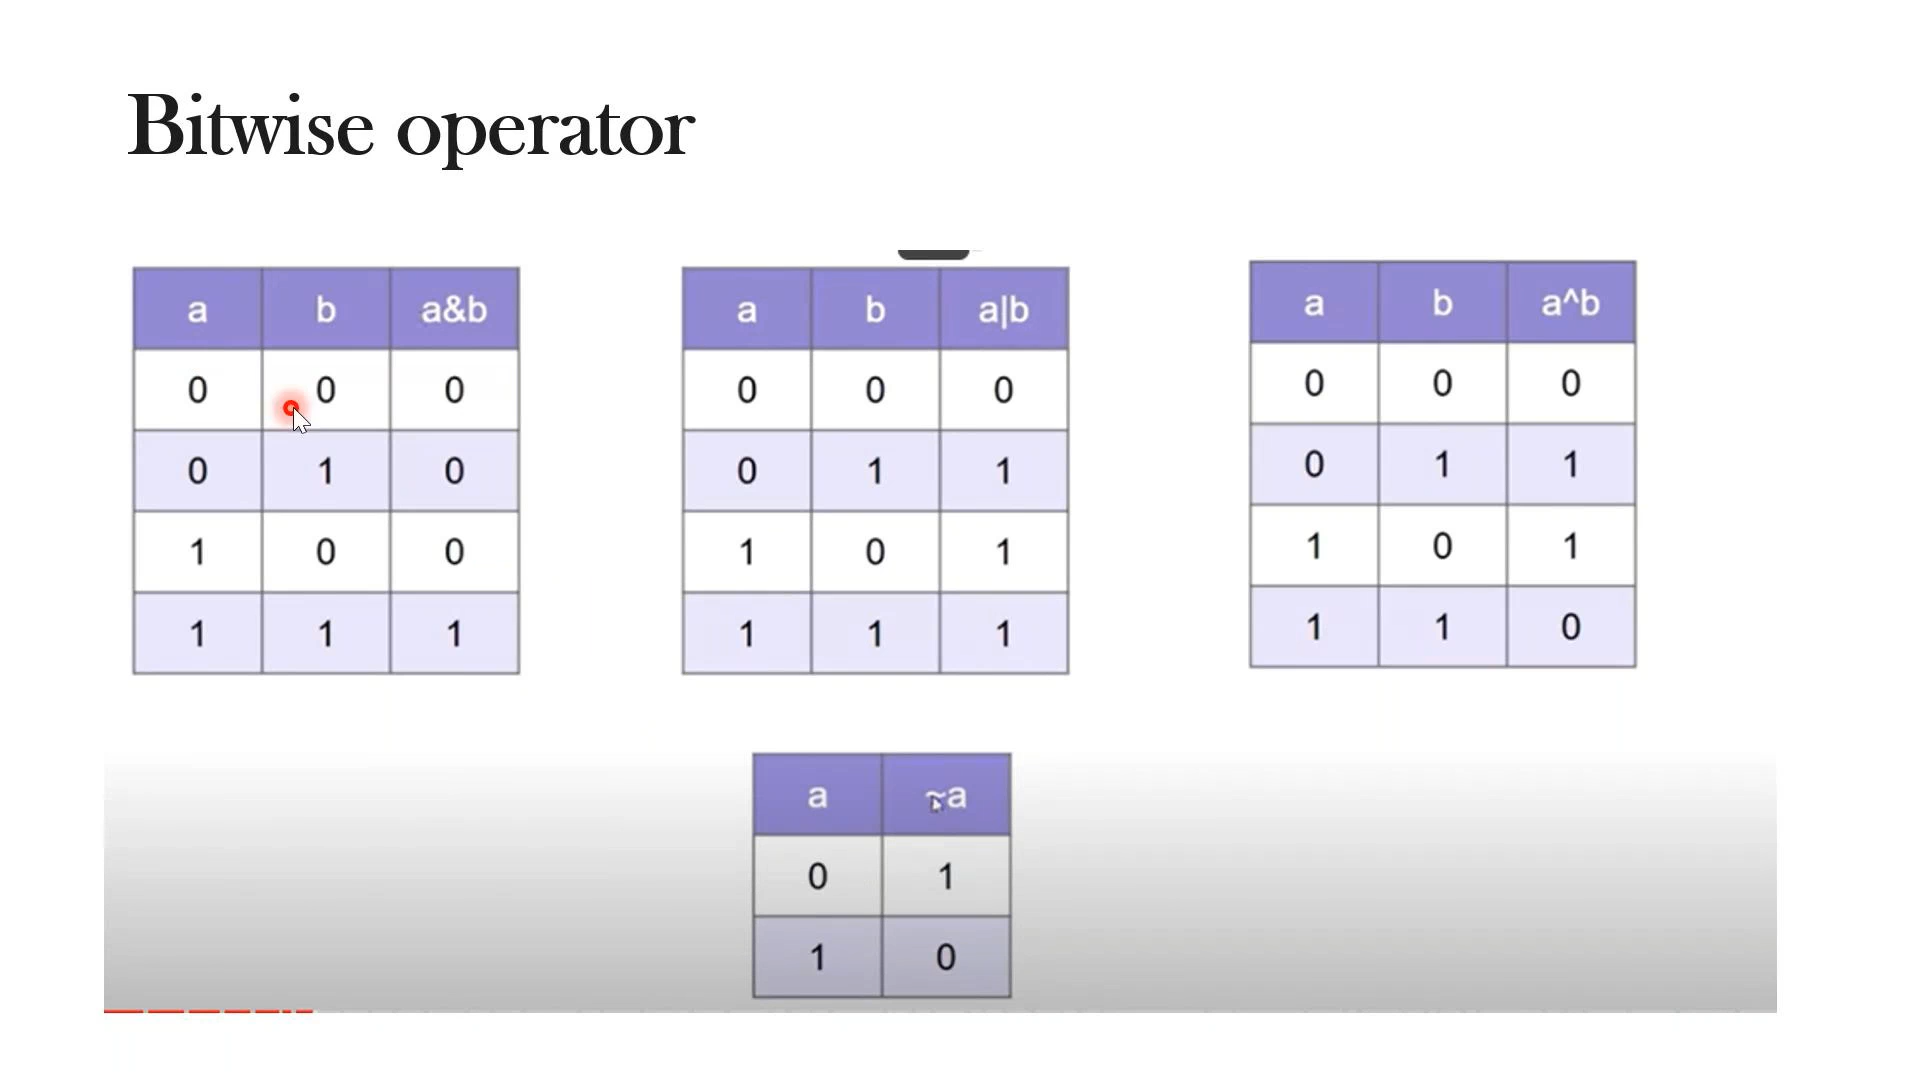 Bitwise operator
a b a&b
0 0 0
0 1 0
1 0 0
1 1 1
a b a|b
0 0 0
0 1 1
1 0 1
1 1 1
a b a^b
0 0 0
0 1 1
1 0 1
1 1 0
a ~a
0 1
1 0